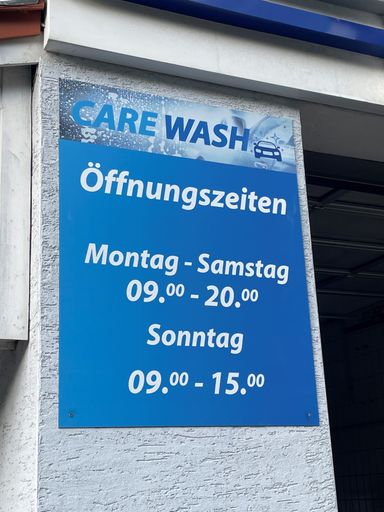 CARE WASH
Öffnungszeiten
Montag - Samstag
09.00 - 20.00
Sonntag
09.00 - 15.00